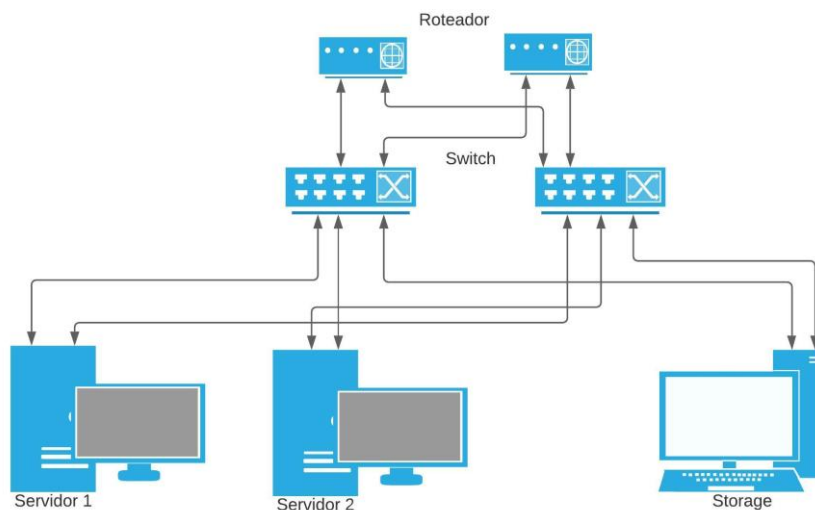 Roteador
Switch
Servidor 1
Servidor 2
Storage